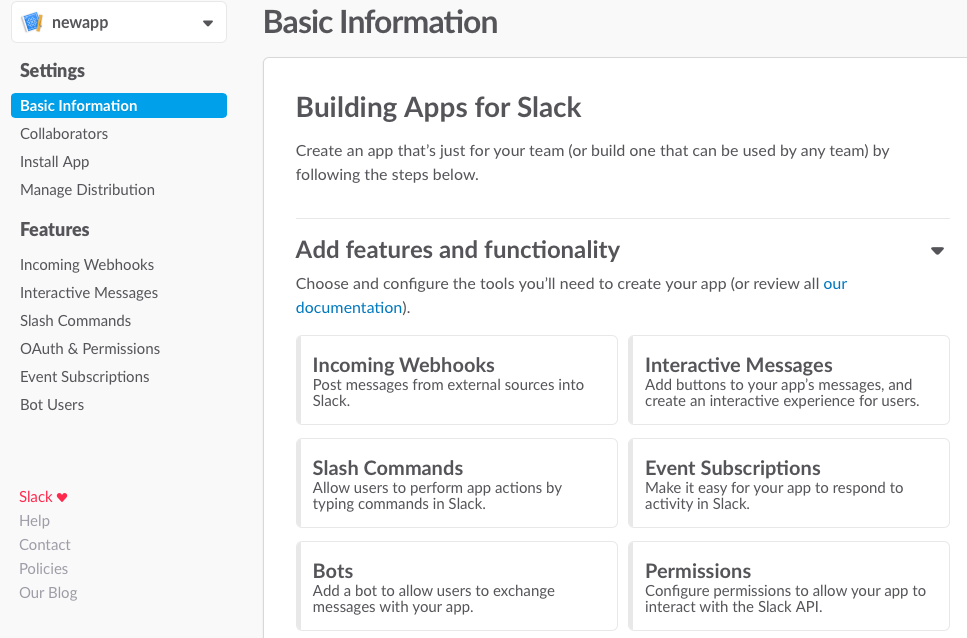 newapp
Settings
Basic Information
Collaborators
Install App
Manage Distribution
Features
Incoming Webhooks
Interactive Messages
Slash Commands
OAuth & Permissions
Event Subscriptions
Bot Users
Slack ♥
Help
Contact
Policies
Our Blog
Basic Information
Building Apps for Slack
Create an app that's just for your team (or build one that can be used by any team) by
following the steps below.
Add features and functionality
Choose and configure the tools you'll need to create your app (or review all our
documentation).
Incoming Webhooks
Post messages from external sources into
Slack.
Interactive Messages
Add buttons to your app's messages, and
create an interactive experience for users.
Slash Commands
Allow users to perform app actions by
typing commands in Slack.
Event Subscriptions
Make it easy for your app to respond to
activity in Slack.
Bots
Add a bot to allow users to exchange
messages with your app.
Permissions
Configure permissions to allow your app to
interact with the Slack API.